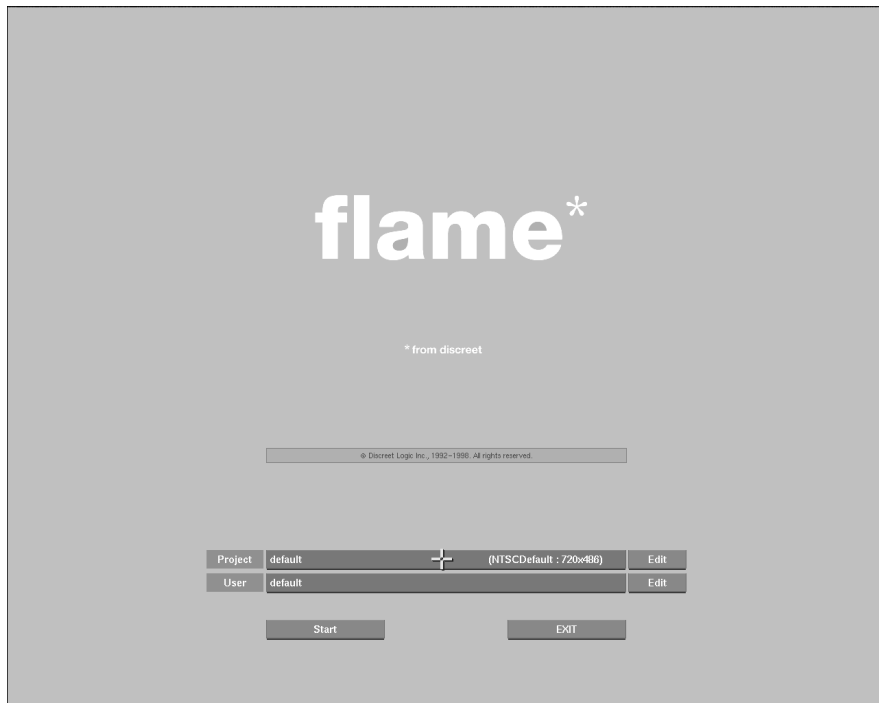 flame*
* from discreet
© Discreet Logic Inc., 1992-1998. All rights reserved.
Project default (NTSCDefault : 720x486) Edit
User default Edit
Start EXIT